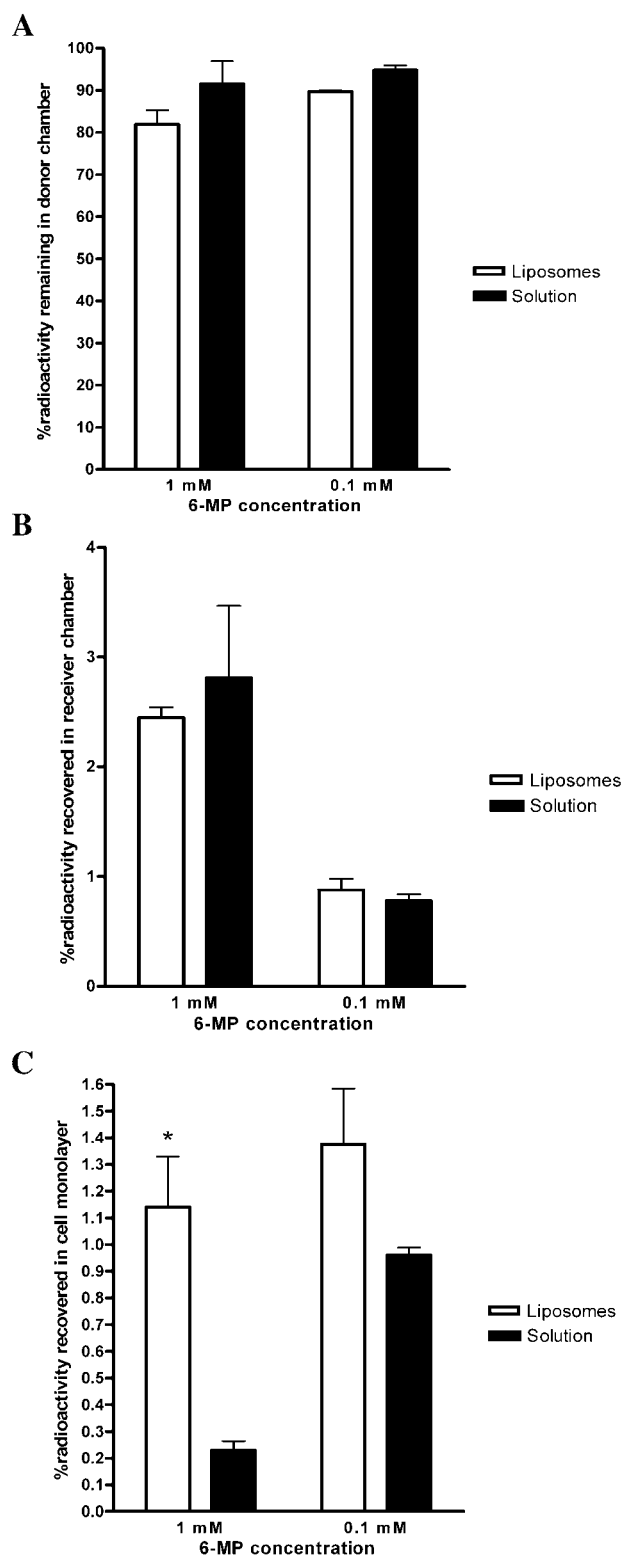 A
%radioactivity remaining in donor chamber
100
90
80
70
60
50
40
30
20
10
0
1 mM
0.1 mM
6-MP concentration
Liposomes
Solution
B
%radioactivity recovered in receiver chamber
4
3
2
1
0
1 mM
0.1 mM
6-MP concentration
Liposomes
Solution
C
%radioactivity recovered in cell monolayer
1.6
1.5
1.4
1.3
1.2
1.1
1.0
0.9
0.8
0.7
0.6
0.5
0.4
0.3
0.2
0.1
0.0
*
1 mM
0.1 mM
6-MP concentration
Liposomes
Solution